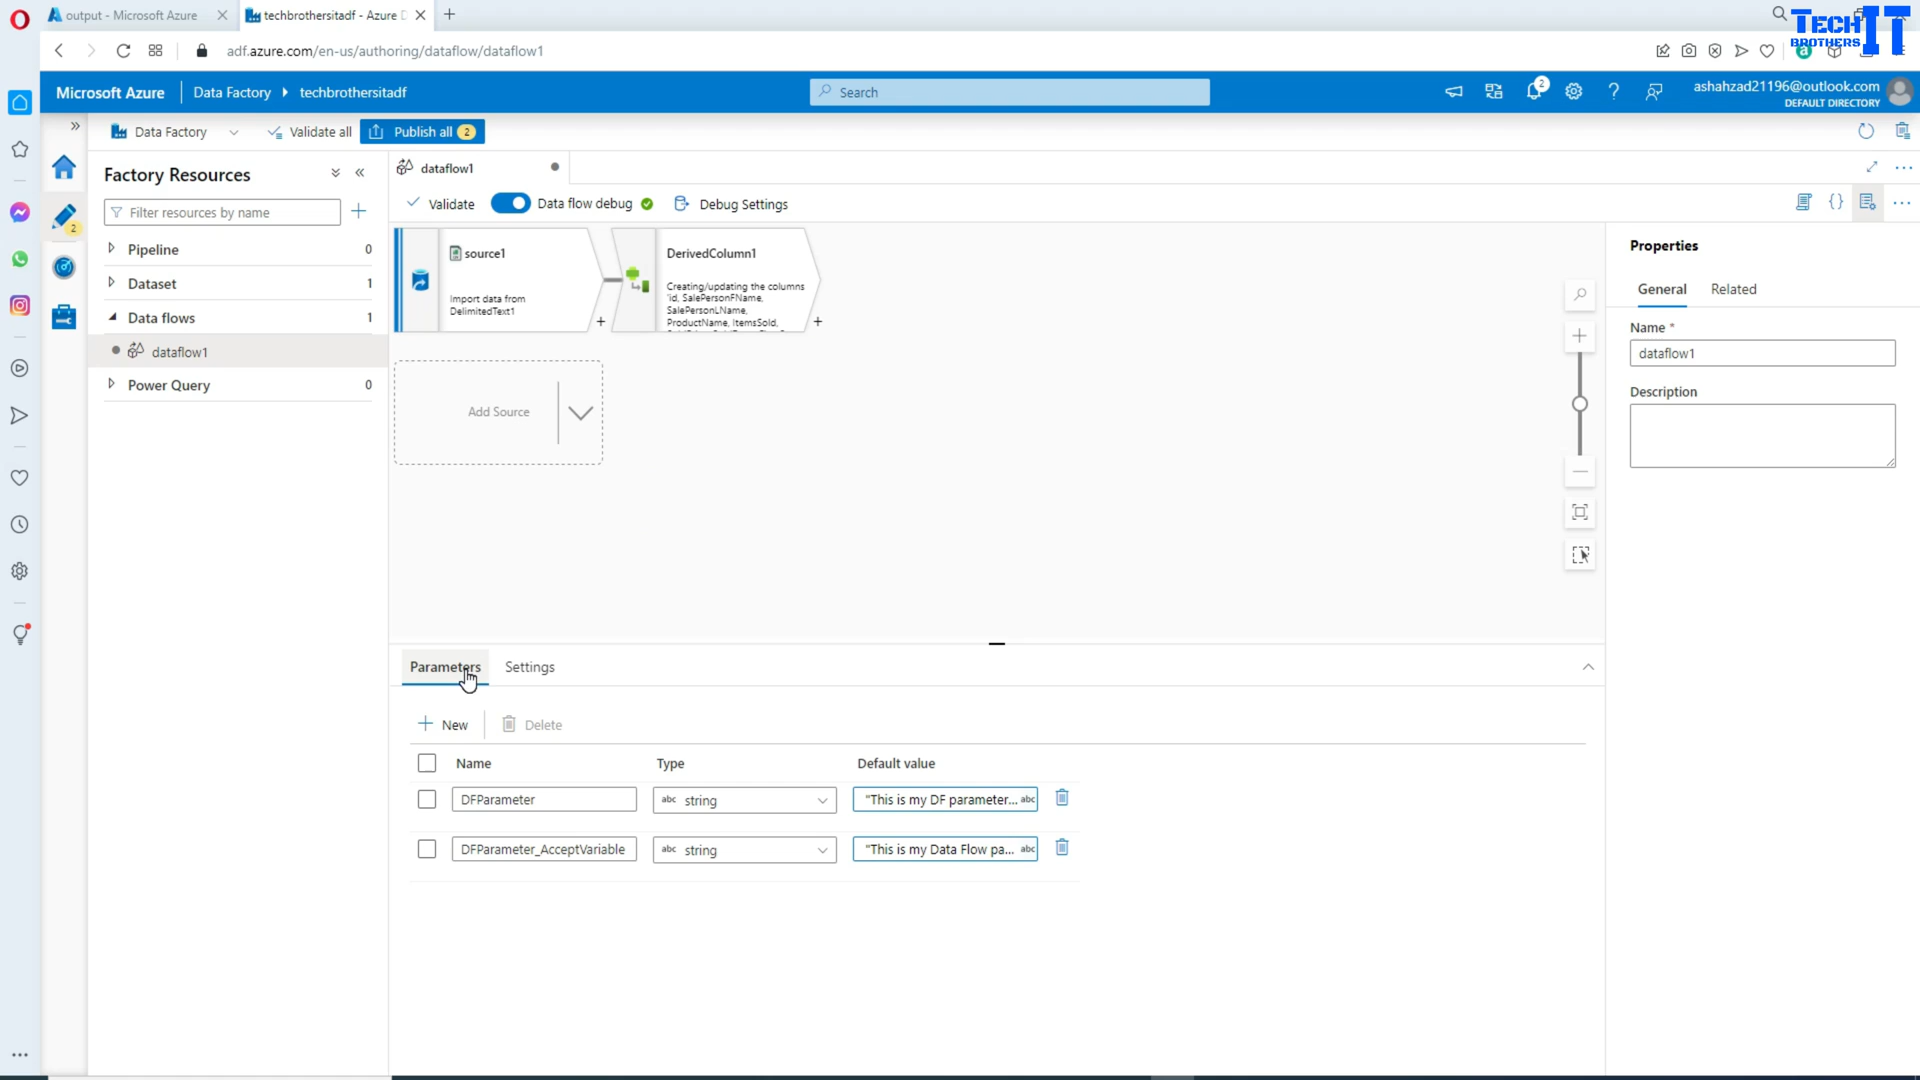 output - Microsoft Azure
techbrothersitadf - Azure D
TECH IT
BROTHERS
adf.azure.com/en-us/authoring/dataflow/dataflow1
Microsoft Azure
Data Factory
techbrothersitadf
Search
2
ashahzad21196@outlook.com
DEFAULT DIRECTORY
Data Factory
Validate all
Publish all
2
Factory Resources
dataflow1
Filter resources by name
Validate
Data flow debug
Debug Settings
2
Pipeline
0
Dataset
1
Data flows
1
dataflow1
Power Query
0
source1
Import data from
DelimitedText1
DerivedColumn1
Creating/updating the columns
'id, SalePersonFName,
SalePersonLName,
ProductName, ItemsSold,
Add Source
Properties
General
Related
Name *
dataflow1
Description
Parameters
Settings
New
Delete
Name
Type
Default value
DFParameter
abc string
"This is my DF parameter... abc
DFParameter_AcceptVariable
abc string
"This is my Data Flow pa... abc